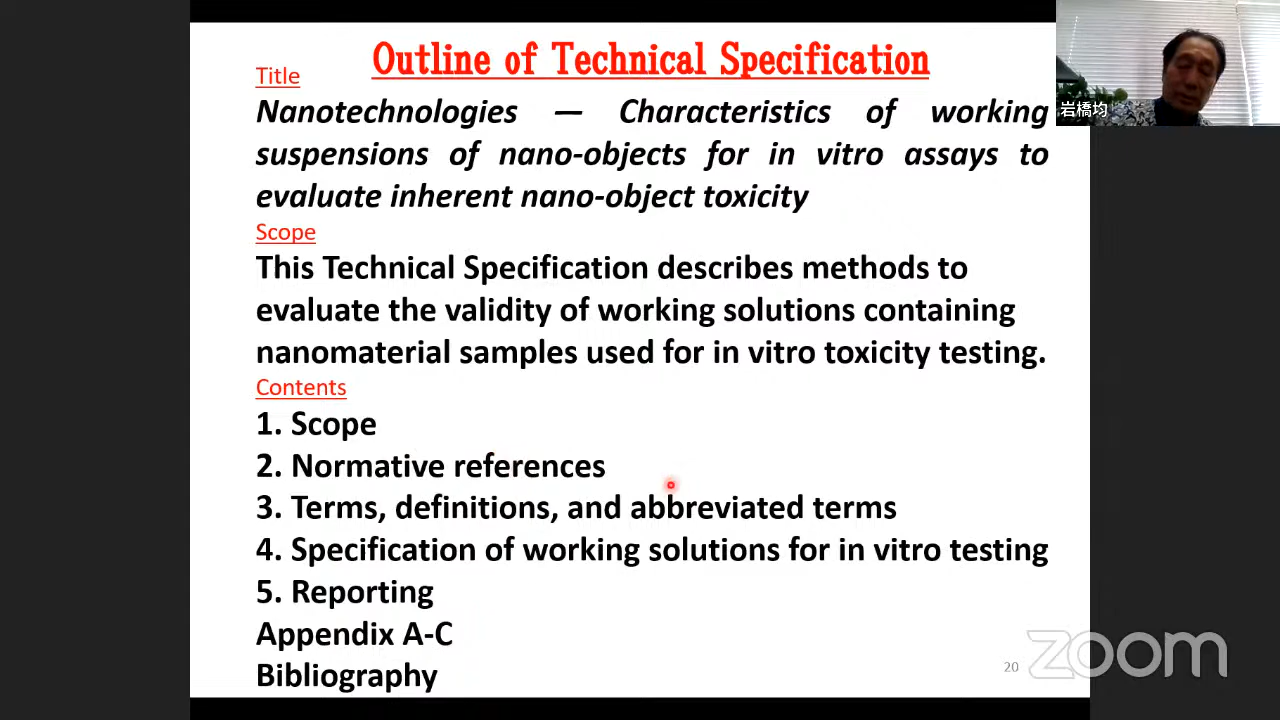 Outline of Technical Specification
Title
Nanotechnologies — Characteristics of working
suspensions of nano-objects for in vitro assays to
evaluate inherent nano-object toxicity
Scope
This Technical Specification describes methods to
evaluate the validity of working solutions containing
nanomaterial samples used for in vitro toxicity testing.
Contents
1. Scope
2. Normative references
3. Terms, definitions, and abbreviated terms
4. Specification of working solutions for in vitro testing
5. Reporting
Appendix A-C
Bibliography
20
岩橋均
zoom